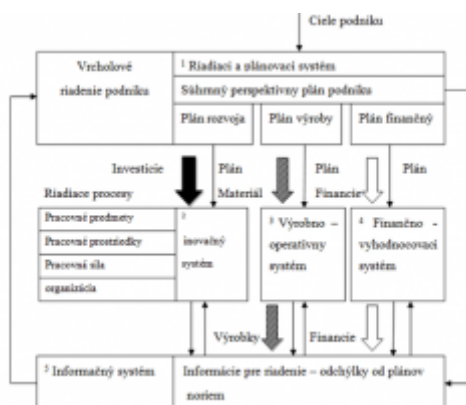 Ciele podniku
Vrcholové
riadenie podniku
¹ Riadiaci a plánovací systém
Súhrnný perspektívny plán podniku
Plán rozvoja
Plán výroby
Plán finančný
Investície
Plán
Plán
Plán
Riadiace procesy
Materiál
Financie
Pracovné predmety
Pracovné prostriedky
Pracovná sila
organizácia
²
inovačný
systém
³ Výrobno –
operatívny
systém
⁴ Finančno -
vyhodnocovací
systém
Výrobky
Financie
⁵ Informačný systém
Informácie pre riadenie – odchýlky od plánov
noriem